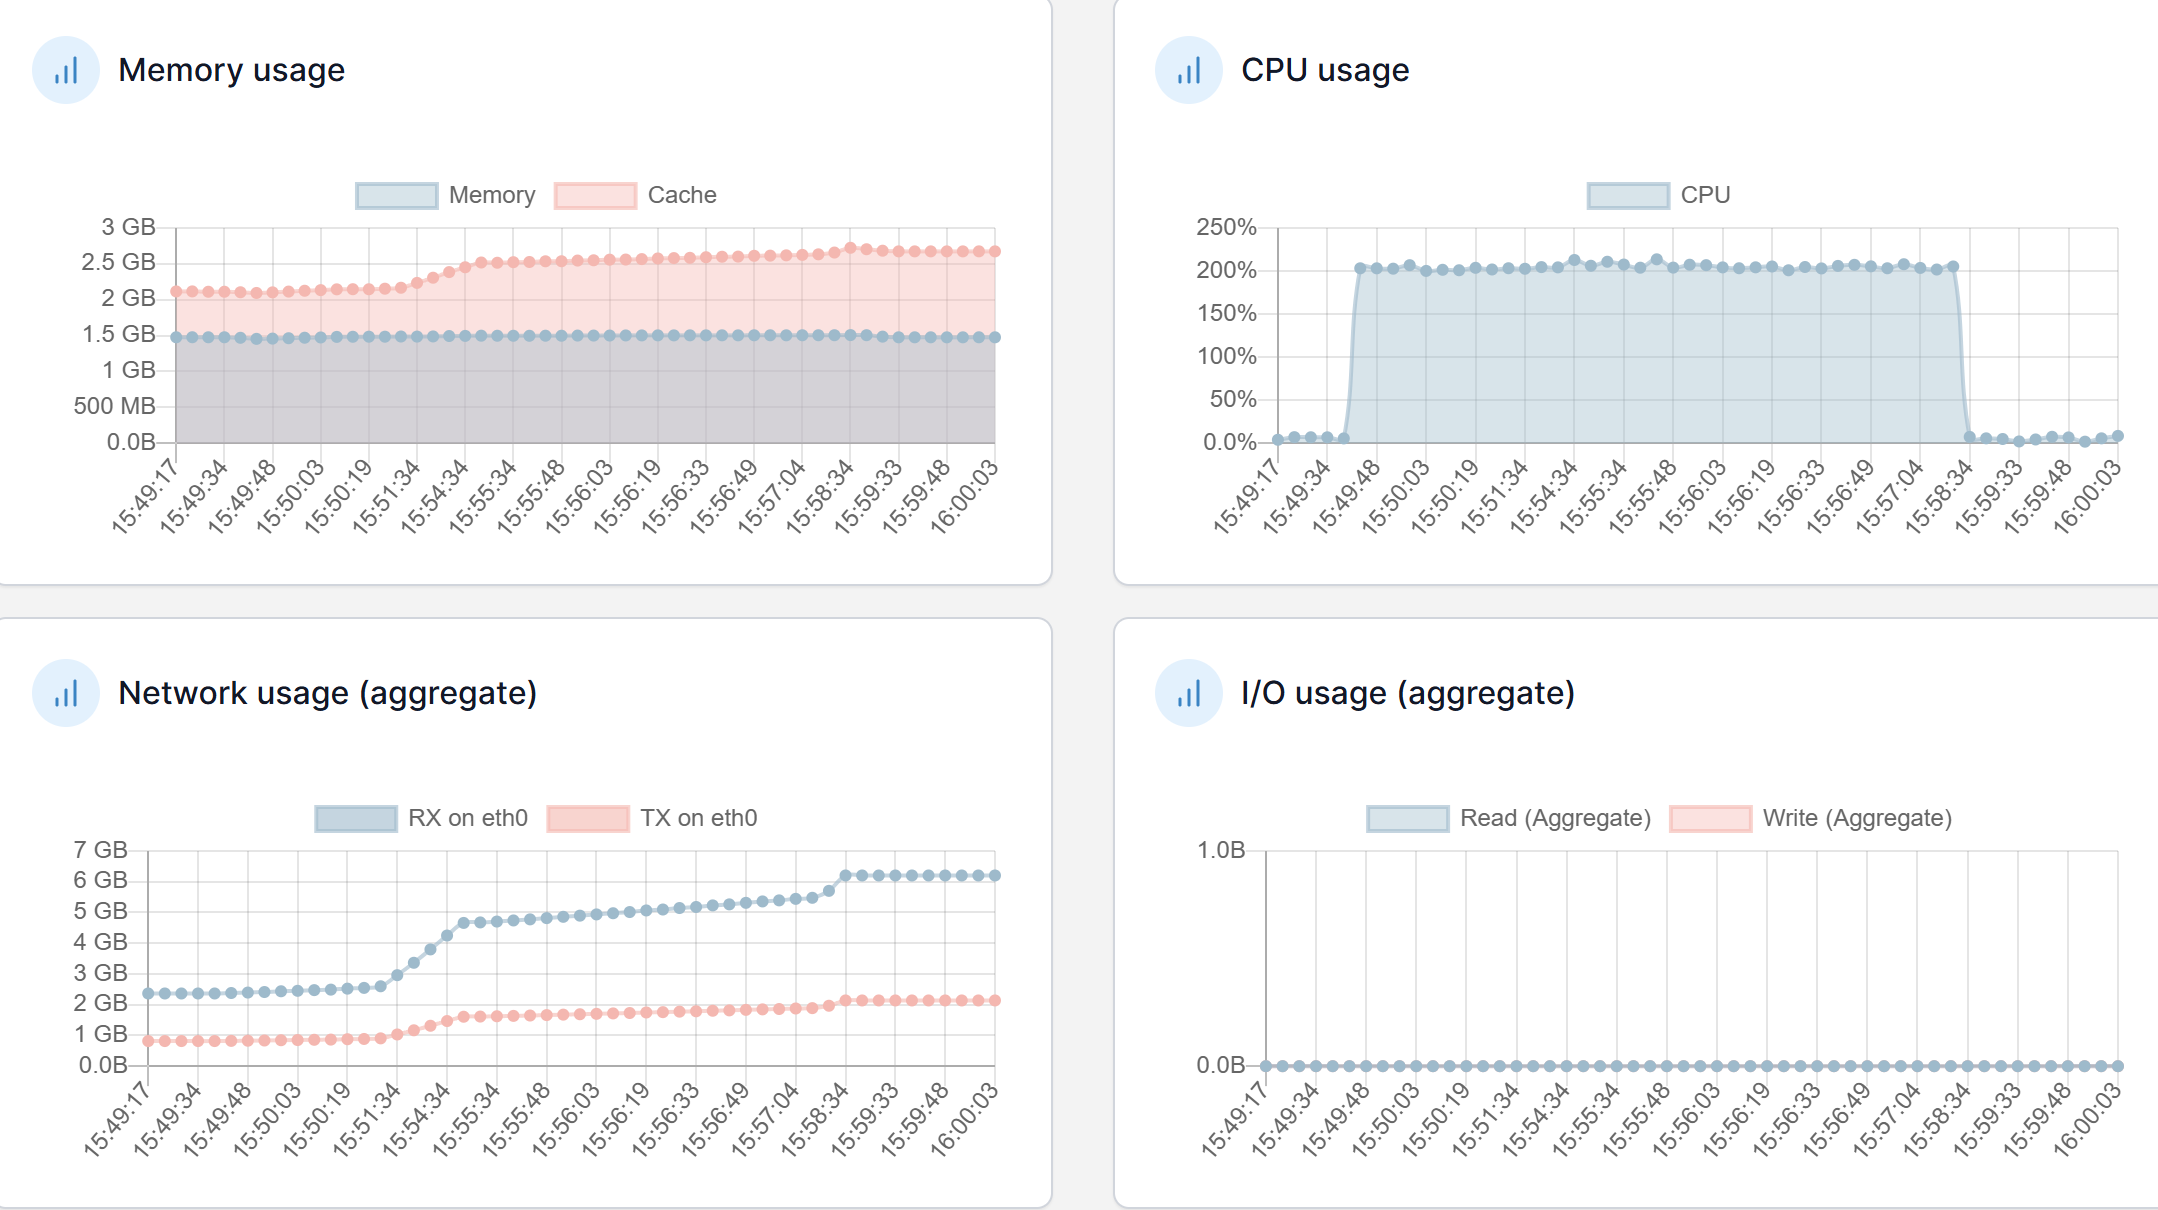 Memory usage
Memory
Cache
3 GB
2.5 GB
2 GB
1.5 GB
1 GB
500 MB
0.0B
15:49:17
15:49:34
15:49:48
15:50:03
15:50:19
15:51:34
15:54:34
15:55:34
15:55:48
15:56:03
15:56:19
15:56:33
15:56:49
15:57:04
15:58:34
15:59:33
15:59:48
16:00:03
CPU usage
CPU
250%
200%
150%
100%
50%
0.0%
15:49:17
15:49:34
15:49:48
15:50:03
15:50:19
15:51:34
15:54:34
15:55:34
15:55:48
15:56:03
15:56:19
15:56:33
15:56:49
15:57:04
15:58:34
15:59:33
15:59:48
16:00:03
Network usage (aggregate)
RX on eth0
TX on eth0
7 GB
6 GB
5 GB
4 GB
3 GB
2 GB
1 GB
0.0B
15:49:17
15:49:34
15:49:48
15:50:03
15:50:19
15:51:34
15:54:34
15:55:34
15:55:48
15:56:03
15:56:19
15:56:33
15:56:49
15:57:04
15:58:34
15:59:33
15:59:48
16:00:03
I/O usage (aggregate)
Read (Aggregate)
Write (Aggregate)
1.0B
0.0B
15:49:17
15:49:34
15:49:48
15:50:03
15:50:19
15:51:34
15:54:34
15:55:34
15:55:48
15:56:03
15:56:19
15:56:33
15:56:49
15:57:04
15:58:34
15:59:33
15:59:48
16:00:03